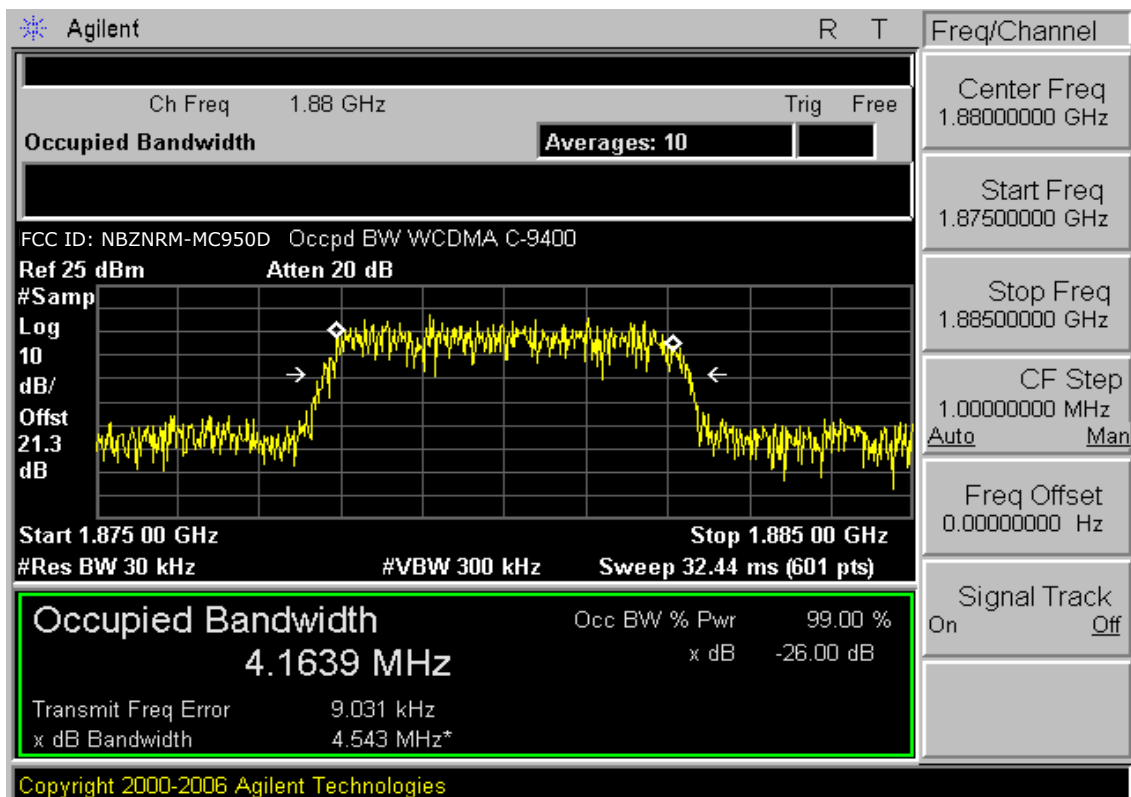 Agilent R T Freq/Channel
Ch Freq 1.88 GHz Trig Free
Occupied Bandwidth Averages: 10
Center Freq
1.88000000 GHz
Start Freq
1.87500000 GHz
FCC ID: NBZNRM-MC950D Occpd BW WCDMA C-9400
Ref 25 dBm Atten 20 dB
#Samp
Log
10
dB/
Offst
21.3
dB
Stop Freq
1.88500000 GHz
CF Step
1.00000000 MHz
Auto Man
Freq Offset
0.00000000 Hz
Start 1.875 00 GHz Stop 1.885 00 GHz
#Res BW 30 kHz #VBW 300 kHz Sweep 32.44 ms (601 pts)
Signal Track
On Off
Occupied Bandwidth Occ BW % Pwr 99.00 %
4.1639 MHz x dB -26.00 dB
Transmit Freq Error 9.031 kHz
x dB Bandwidth 4.543 MHz*
Copyright 2000-2006 Agilent Technologies